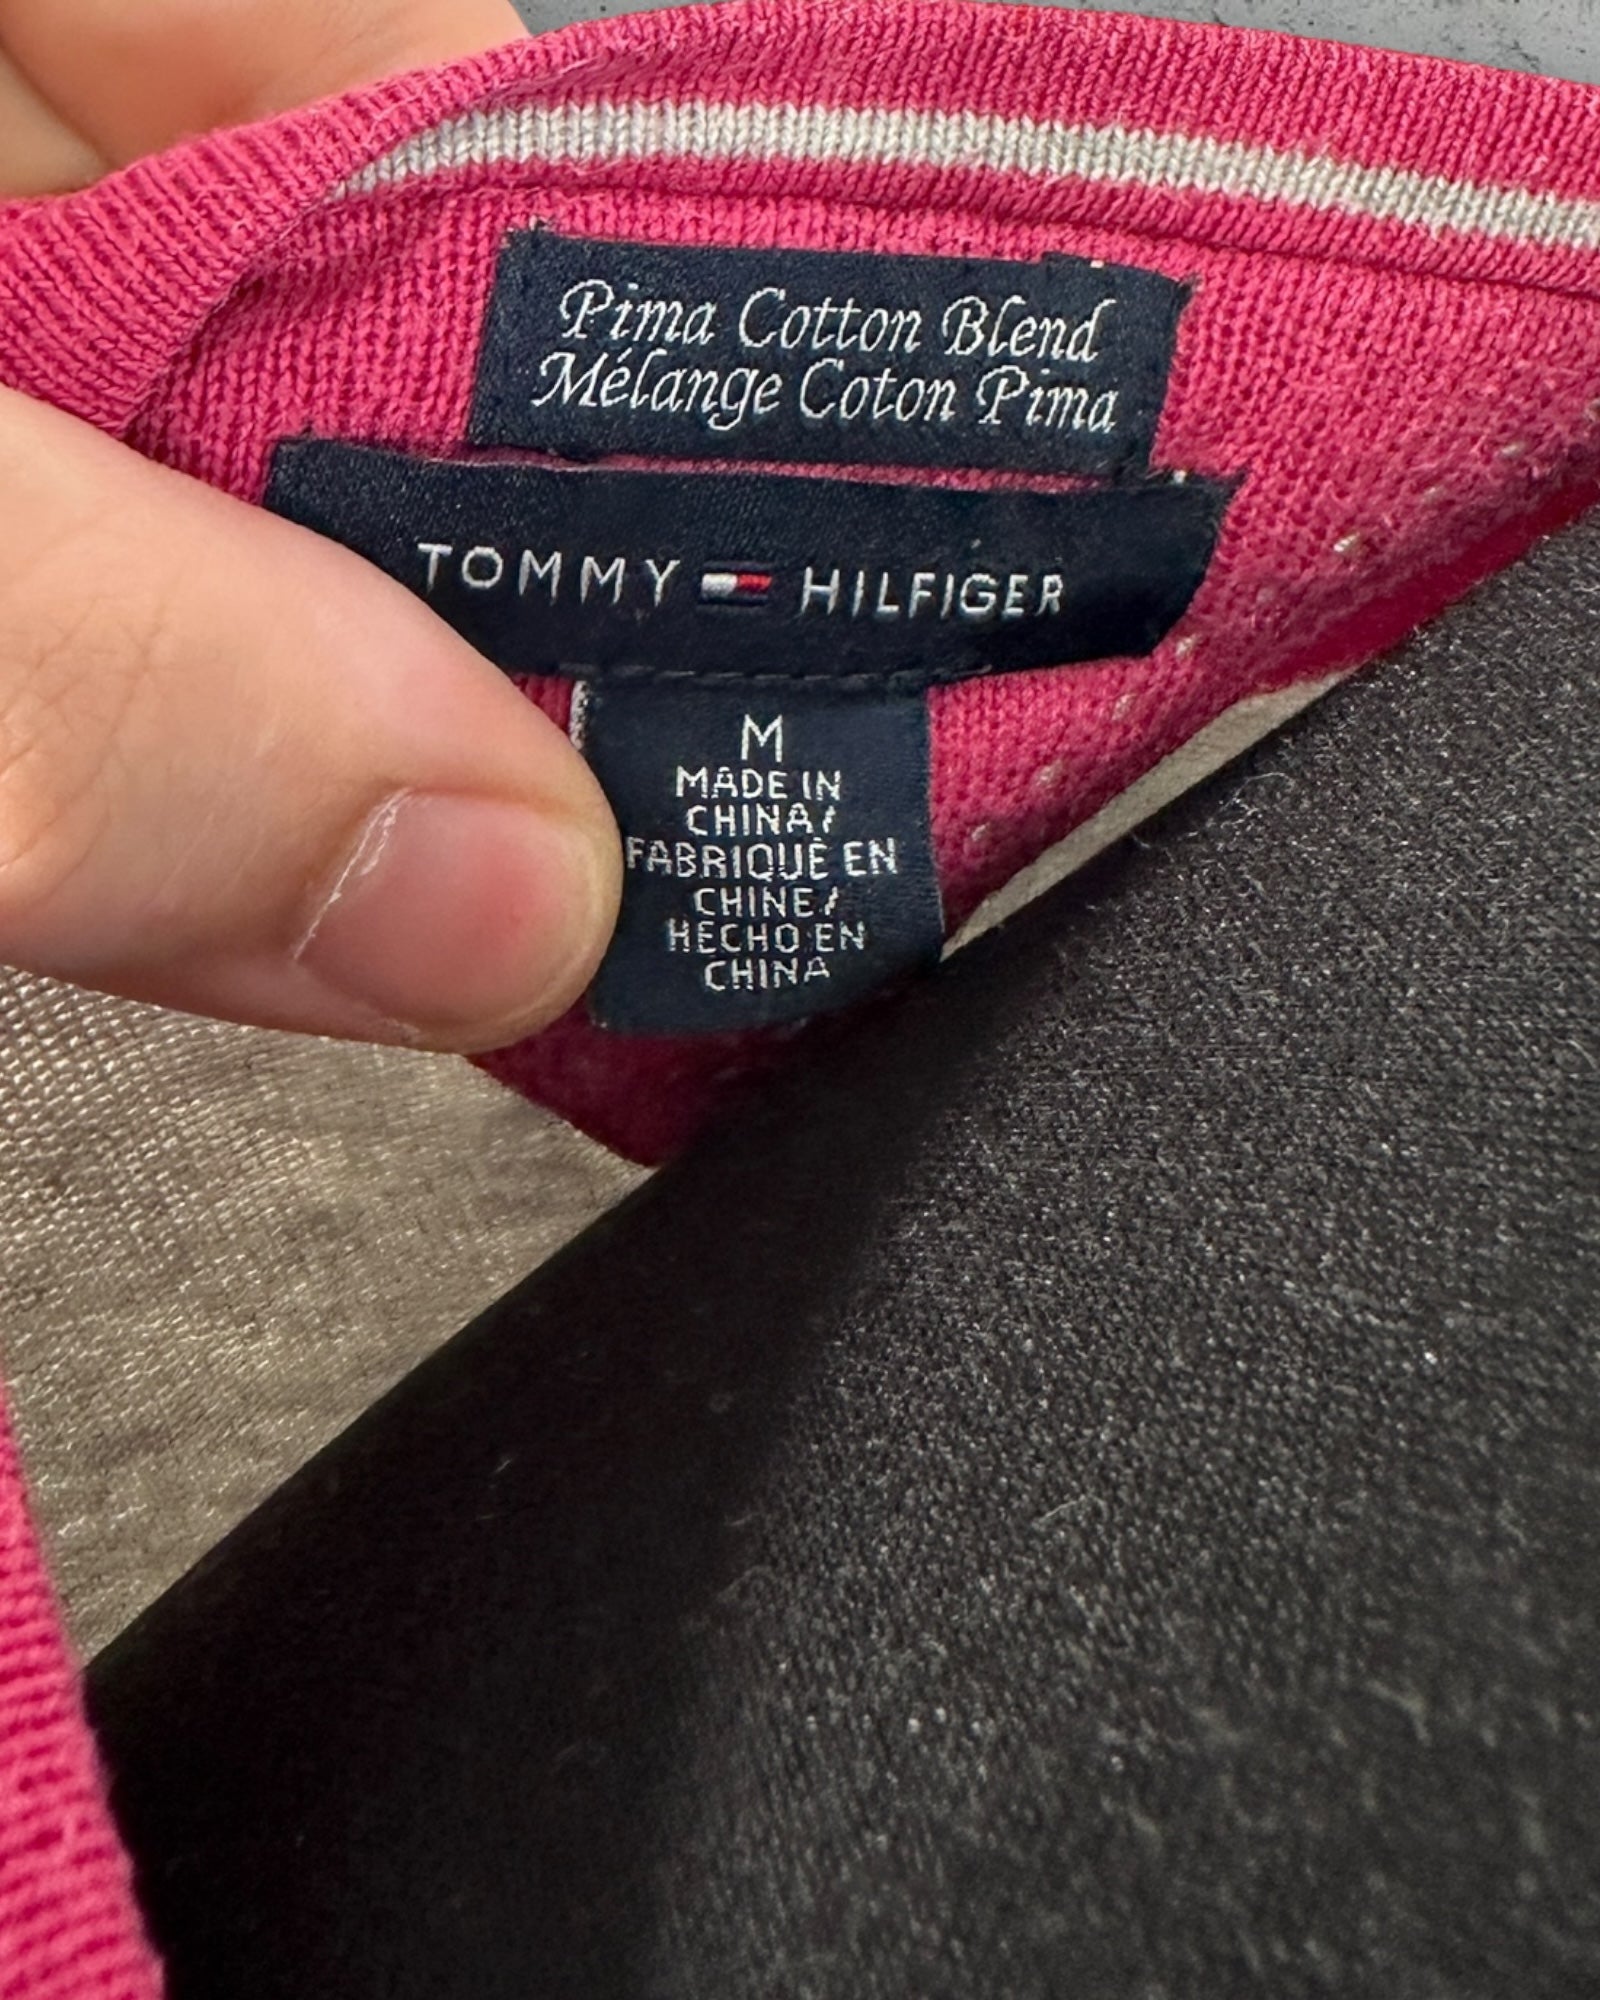 Pima Cotton Blend
Mélange Coton Pima
TOMMY HILFIGER
M
MADE IN
CHINA/
FABRIQUÉ EN
CHINE/
HECHO EN
CHINA